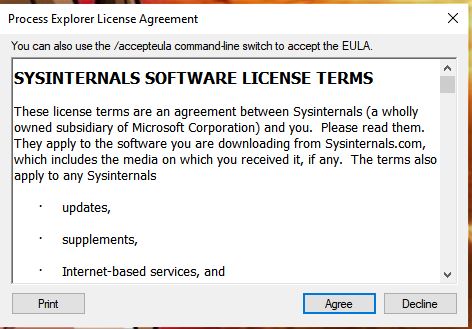 Process Explorer License Agreement
You can also use the /accepteula command-line switch to accept the EULA.
SYSINTERNALS SOFTWARE LICENSE TERMS
These license terms are an agreement between Sysinternals (a wholly
owned subsidiary of Microsoft Corporation) and you. Please read them.
They apply to the software you are downloading from Sysinternals.com,
which includes the media on which you received it, if any. The terms also
apply to any Sysinternals
· updates,
· supplements,
· Internet-based services, and
Print Agree Decline